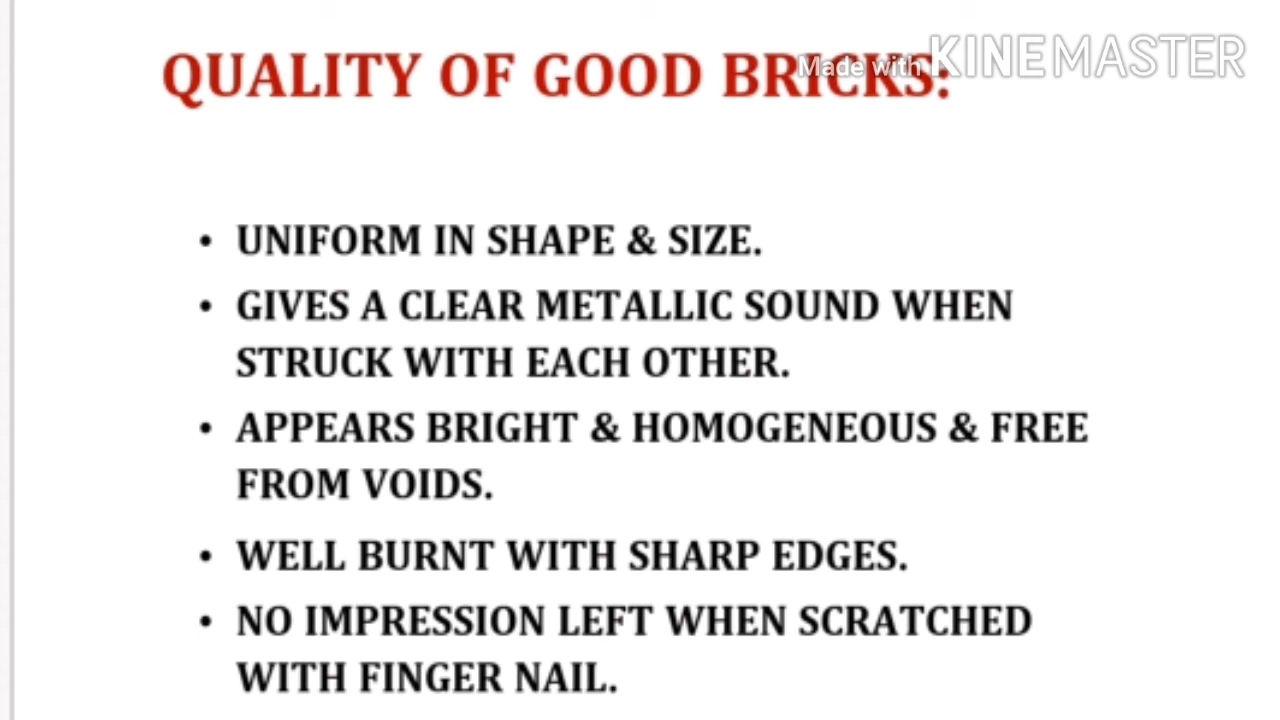 QUALITY OF GOOD BRICKS:
Made with KINEMASTER
• UNIFORM IN SHAPE & SIZE.
• GIVES A CLEAR METALLIC SOUND WHEN
STRUCK WITH EACH OTHER.
• APPEARS BRIGHT & HOMOGENEOUS & FREE
FROM VOIDS.
• WELL BURNT WITH SHARP EDGES.
• NO IMPRESSION LEFT WHEN SCRATCHED
WITH FINGER NAIL.